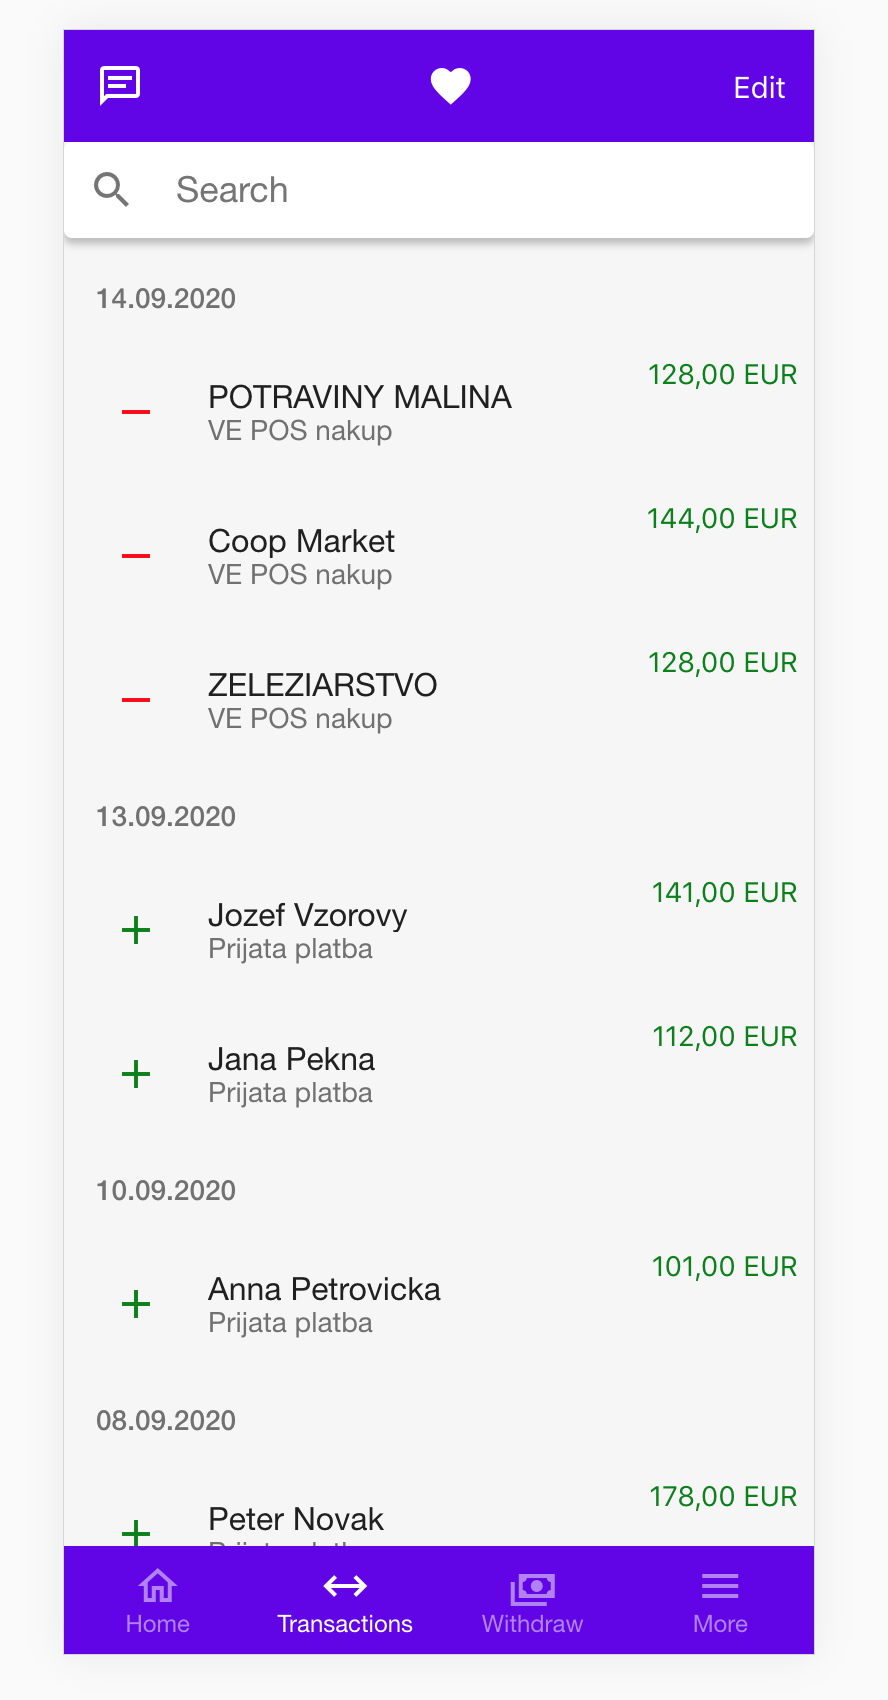 Edit
Search
14.09.2020
128,00 EUR
POTRAVINY MALINA
VE POS nakup
144,00 EUR
Coop Market
VE POS nakup
128,00 EUR
ZELEZIARSTVO
VE POS nakup
13.09.2020
141,00 EUR
Jozef Vzorovy
Prijata platba
112,00 EUR
Jana Pekna
Prijata platba
10.09.2020
101,00 EUR
Anna Petrovicka
Prijata platba
08.09.2020
178,00 EUR
Peter Novak
Home Transactions Withdraw More